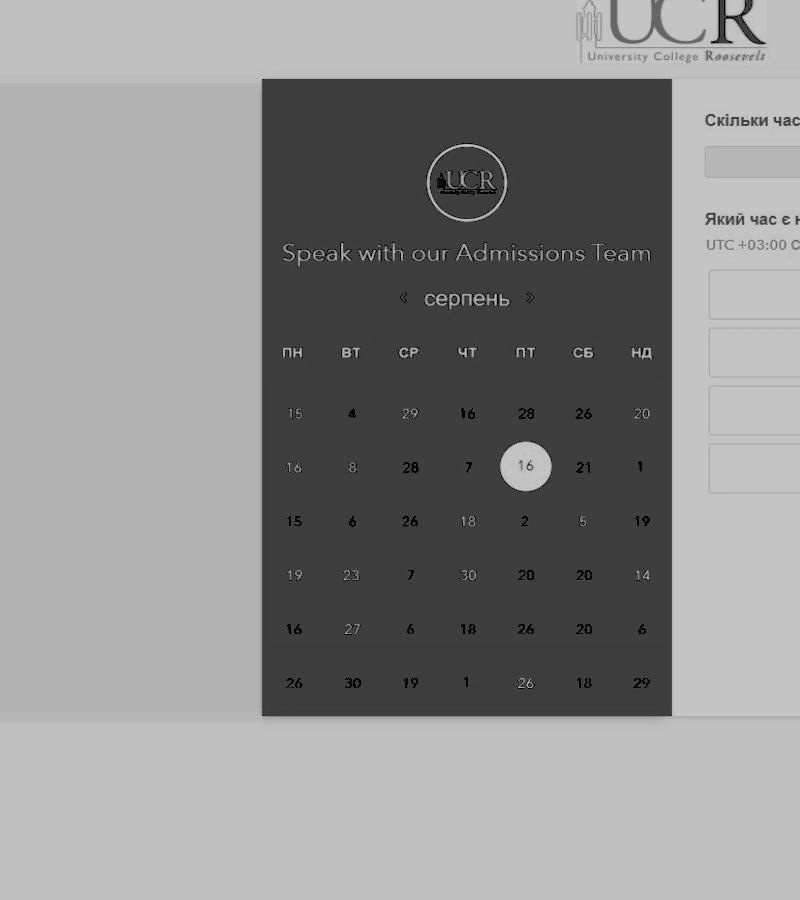 UCR
University College Roosevelt
UCR
Speak with our Admissions Team
серпень
ПН ВТ СР ЧТ ПТ СБ НД
15 4 29 16 28 26 20
16 8 28 7 16 21 1
15 6 26 18 2 5 19
19 23 7 30 20 20 14
16 27 6 18 26 20 6
26 30 19 1 26 18 29
Скільки час
Який час є н
UTC +03:00 С